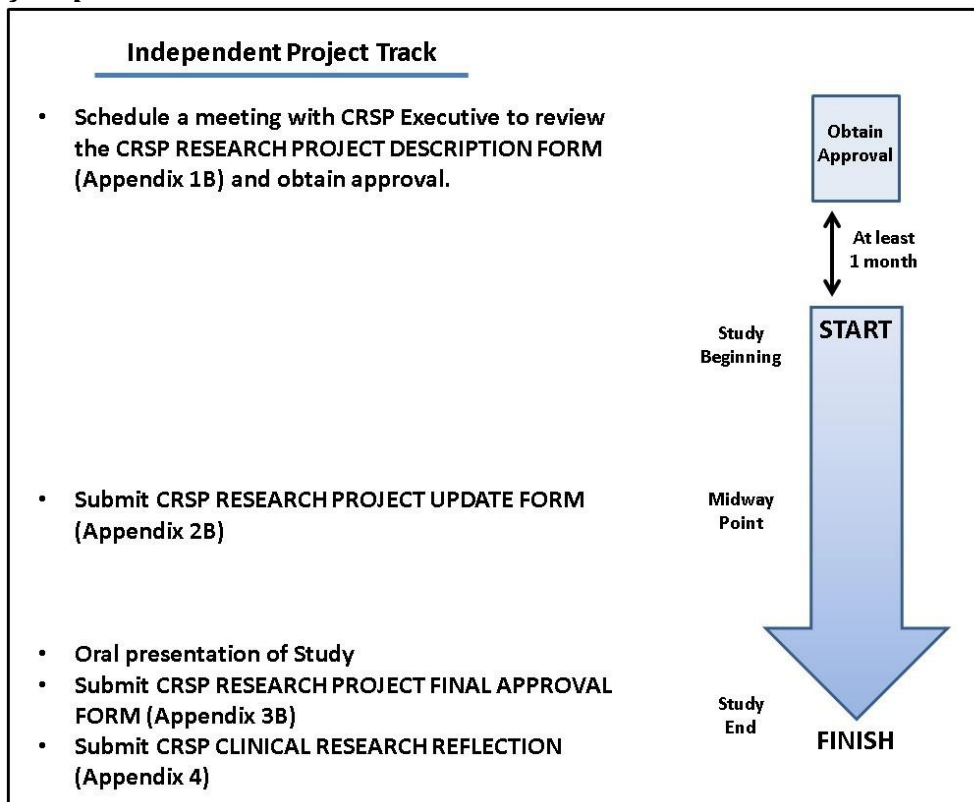 Independent Project Track
• Schedule a meeting with CRSP Executive to review
the CRSP RESEARCH PROJECT DESCRIPTION FORM
(Appendix 1B) and obtain approval.
Obtain
Approval
At least
1 month
Study
Beginning
START
• Submit CRSP RESEARCH PROJECT UPDATE FORM
(Appendix 2B)
Midway
Point
• Oral presentation of Study
• Submit CRSP RESEARCH PROJECT FINAL APPROVAL
FORM (Appendix 3B)
• Submit CRSP CLINICAL RESEARCH REFLECTION
(Appendix 4)
Study
End
FINISH